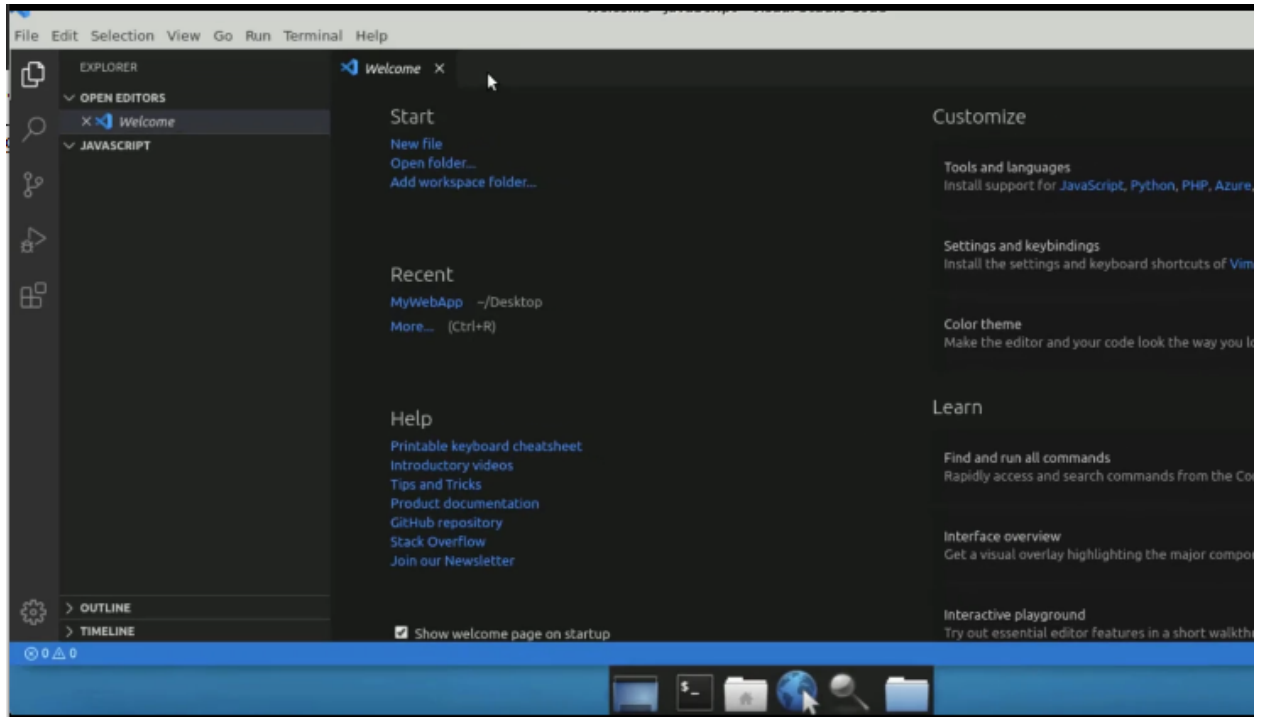 Welcome - JavaScript - Visual Studio Code
File Edit Selection View Go Run Terminal Help
EXPLORER
OPEN EDITORS
Welcome
JAVASCRIPT
OUTLINE
TIMELINE
Welcome
Start
New file
Open folder...
Add workspace folder...
Recent
MyWebApp ~/Desktop
More... (Ctrl+R)
Help
Printable keyboard cheatsheet
Introductory videos
Tips and Tricks
Product documentation
GitHub repository
Stack Overflow
Join our Newsletter
Show welcome page on startup
Customize
Tools and languages
Install support for JavaScript, Python, PHP, Azure,
Settings and keybindings
Install the settings and keyboard shortcuts of Vim
Color theme
Make the editor and your code look the way you
Learn
Find and run all commands
Rapidly access and search commands from the
Interface overview
Get a visual overlay highlighting the major
Interactive playground
Try out essential editor features in a short
0 0
$_